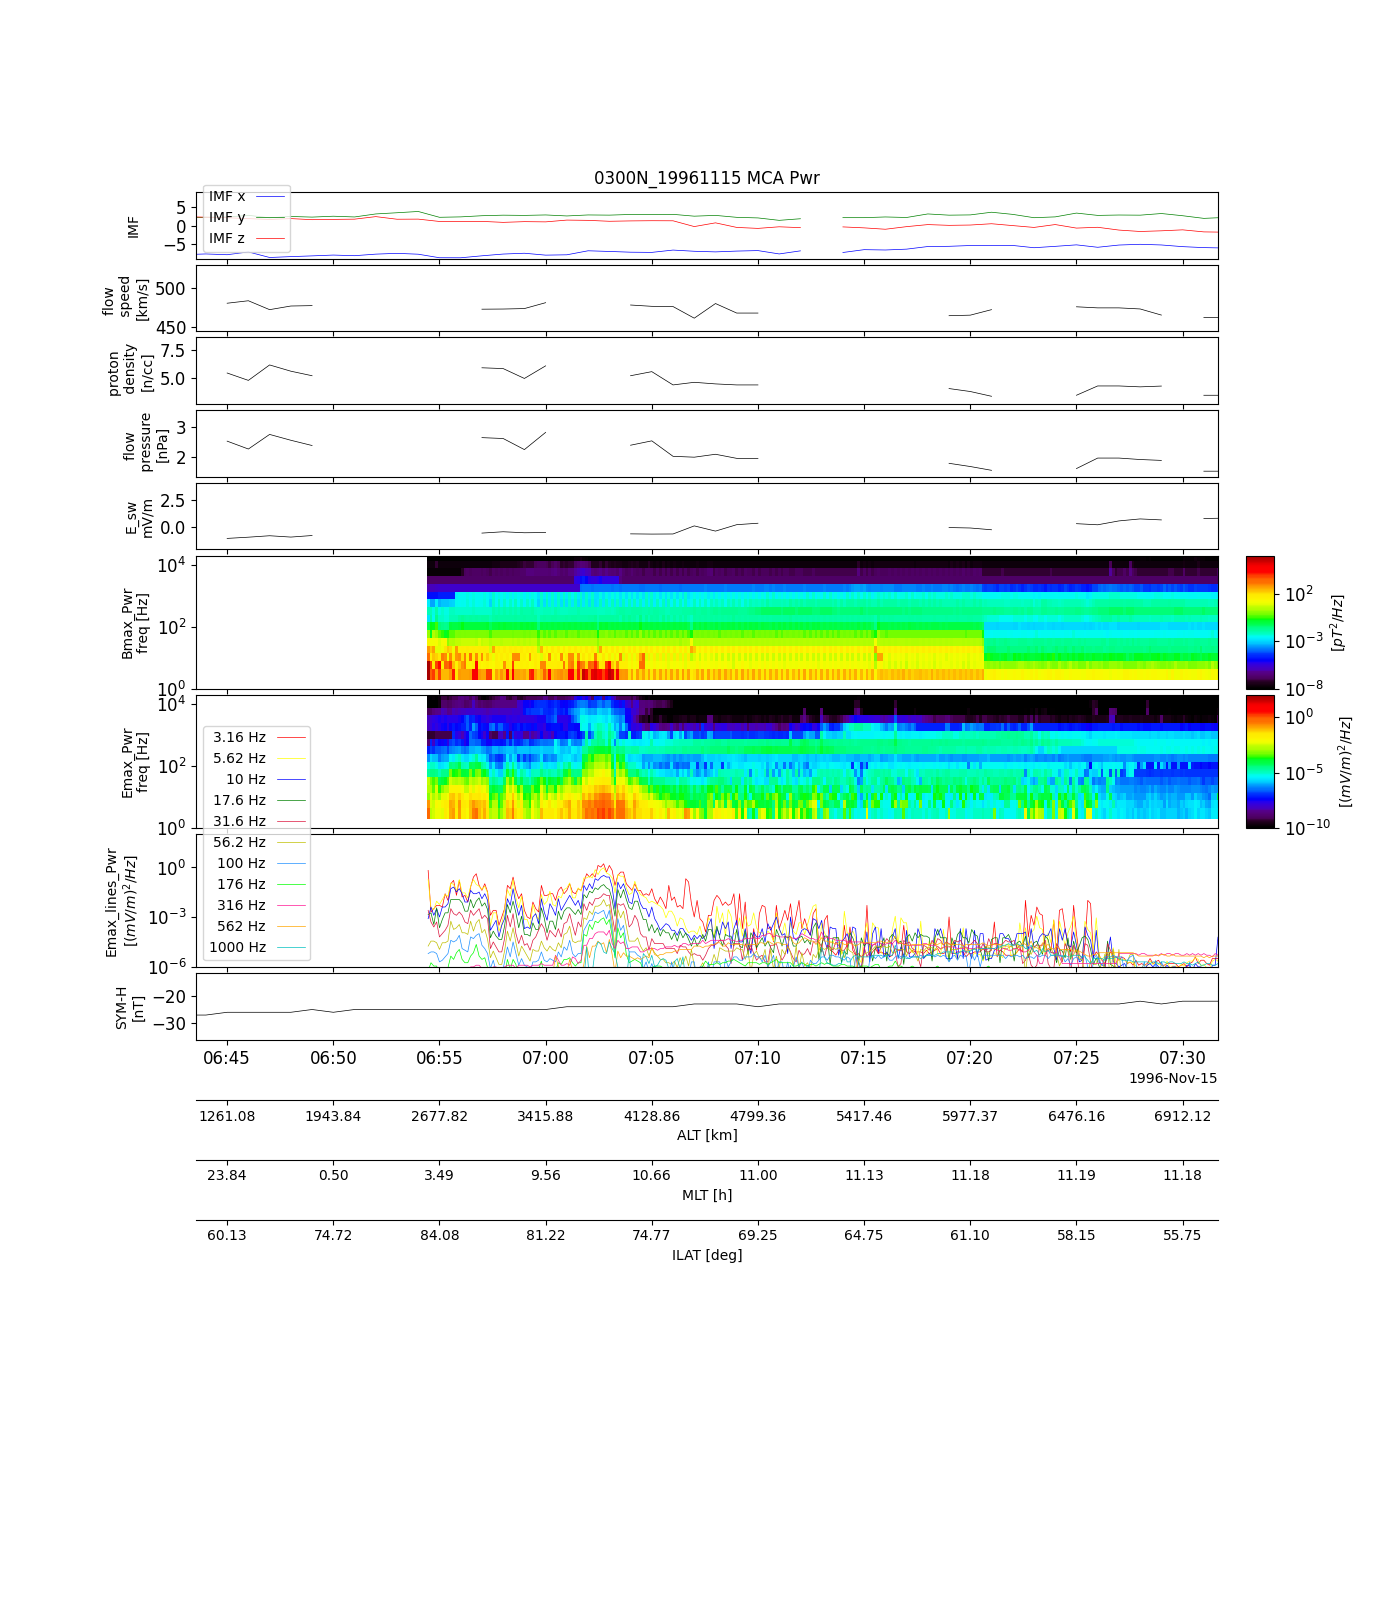 0300N_19961115 MCA Pwr
IMF x
IMF y
IMF z
5
0
−5
IMF
500
450
flow
speed
[km/s]
7.5
5.0
proton
density
[n/cc]
3
2
flow
pressure
[nPa]
2.5
0.0
E_sw
mV/m
10^4
10^2
10^0
Bmax_Pwr
freq [Hz]
10^2
10^−3
10^−8
[pT^2/Hz]
10^4
10^2
10^0
Emax_Pwr
freq [Hz]
10^0
10^−5
10^−10
[(mV/m)^2/Hz]
3.16 Hz
5.62 Hz
10 Hz
17.6 Hz
31.6 Hz
56.2 Hz
100 Hz
176 Hz
316 Hz
562 Hz
1000 Hz
10^0
10^−3
10^−6
Emax_lines_Pwr
[(mV/m)^2/Hz]
−20
−30
SYM-H
[nT]
06:45 06:50 06:55 07:00 07:05 07:10 07:15 07:20 07:25 07:30
1996-Nov-15
1261.08 1943.84 2677.82 3415.88 4128.86 4799.36 5417.46 5977.37 6476.16 6912.12
ALT [km]
23.84 0.50 3.49 9.56 10.66 11.00 11.13 11.18 11.19 11.18
MLT [h]
60.13 74.72 84.08 81.22 74.77 69.25 64.75 61.10 58.15 55.75
ILAT [deg]